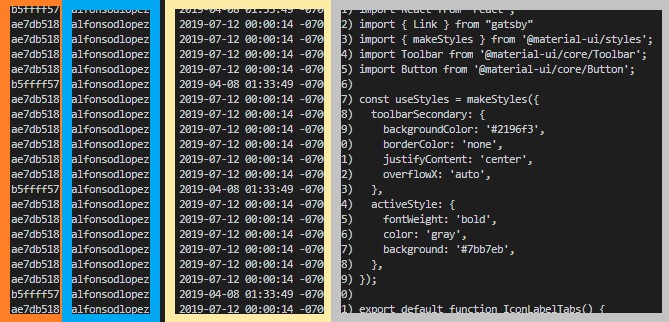 b5ffff57 alfonsodlopez 2019-04-08 01:33:49 -070 1) import React from 'react';
ae7db518 alfonsodlopez 2019-07-12 00:00:14 -070 2) import { Link } from "gatsby"
ae7db518 alfonsodlopez 2019-07-12 00:00:14 -070 3) import { makeStyles } from '@material-ui/styles';
ae7db518 alfonsodlopez 2019-07-12 00:00:14 -070 4) import Toolbar from '@material-ui/core/Toolbar';
ae7db518 alfonsodlopez 2019-07-12 00:00:14 -070 5) import Button from '@material-ui/core/Button';
b5ffff57 alfonsodlopez 2019-04-08 01:33:49 -070 6)
ae7db518 alfonsodlopez 2019-07-12 00:00:14 -070 7) const useStyles = makeStyles({
ae7db518 alfonsodlopez 2019-07-12 00:00:14 -070 8) toolbarSecondary: {
ae7db518 alfonsodlopez 2019-07-12 00:00:14 -070 9) backgroundColor: '#2196f3',
ae7db518 alfonsodlopez 2019-07-12 00:00:14 -070 0) borderColor: 'none',
ae7db518 alfonsodlopez 2019-07-12 00:00:14 -070 1) justifyContent: 'center',
ae7db518 alfonsodlopez 2019-07-12 00:00:14 -070 2) overflowX: 'auto',
b5ffff57 alfonsodlopez 2019-04-08 01:33:49 -070 3) },
ae7db518 alfonsodlopez 2019-07-12 00:00:14 -070 4) activeStyle: {
ae7db518 alfonsodlopez 2019-07-12 00:00:14 -070 5) fontWeight: 'bold',
ae7db518 alfonsodlopez 2019-07-12 00:00:14 -070 6) color: 'gray',
ae7db518 alfonsodlopez 2019-07-12 00:00:14 -070 7) background: '#7bb7eb',
ae7db518 alfonsodlopez 2019-07-12 00:00:14 -070 8) },
ae7db518 alfonsodlopez 2019-07-12 00:00:14 -070 9) });
b5ffff57 alfonsodlopez 2019-04-08 01:33:49 -070 0)
ae7db518 alfonsodlopez 2019-07-12 00:00:14 -070 1) export default function IconLabelTabs() {